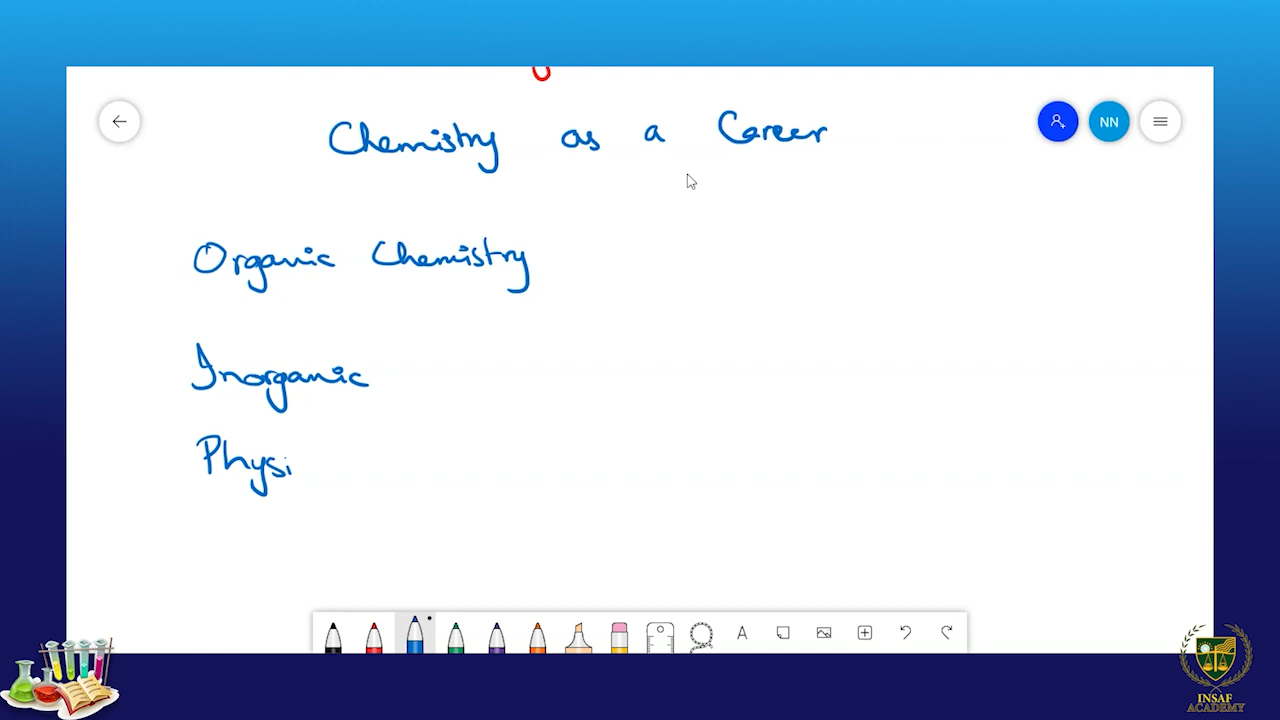 Chemistry as a Career
NN
Organic Chemistry
Inorganic
Physi
A
INSAF
ACADEMY